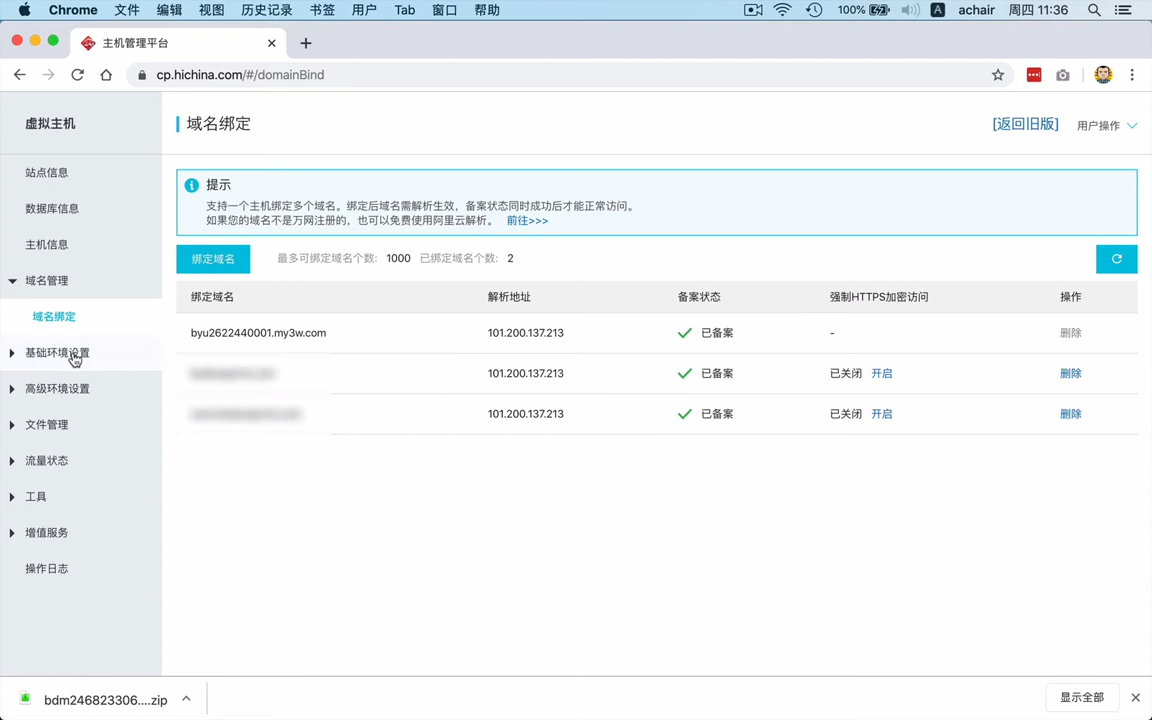 Chrome 文件 编辑 视图 历史记录 书签 用户 Tab 窗口 帮助 100% A achair 周四 11:36
主机管理平台
cp.hichina.com/#/domainBind
虚拟主机
站点信息
数据库信息
主机信息
域名管理
域名绑定
基础环境设置
高级环境设置
文件管理
流量状态
工具
增值服务
操作日志
域名绑定 [返回旧版] 用户操作
提示
支持一个主机绑定多个域名。绑定后域名需解析生效，备案状态同时成功后才能正常访问。
如果您的域名不是万网注册的，也可以免费使用阿里云解析。 前往>>>
绑定域名 最多可绑定域名个数: 1000 已绑定域名个数: 2
绑定域名 解析地址 备案状态 强制HTTPS加密访问 操作
byu2622440001.my3w.com 101.200.137.213 已备案 - 删除
101.200.137.213 已备案 已关闭 开启 删除
101.200.137.213 已备案 已关闭 开启 删除
bdm246823306....zip 显示全部